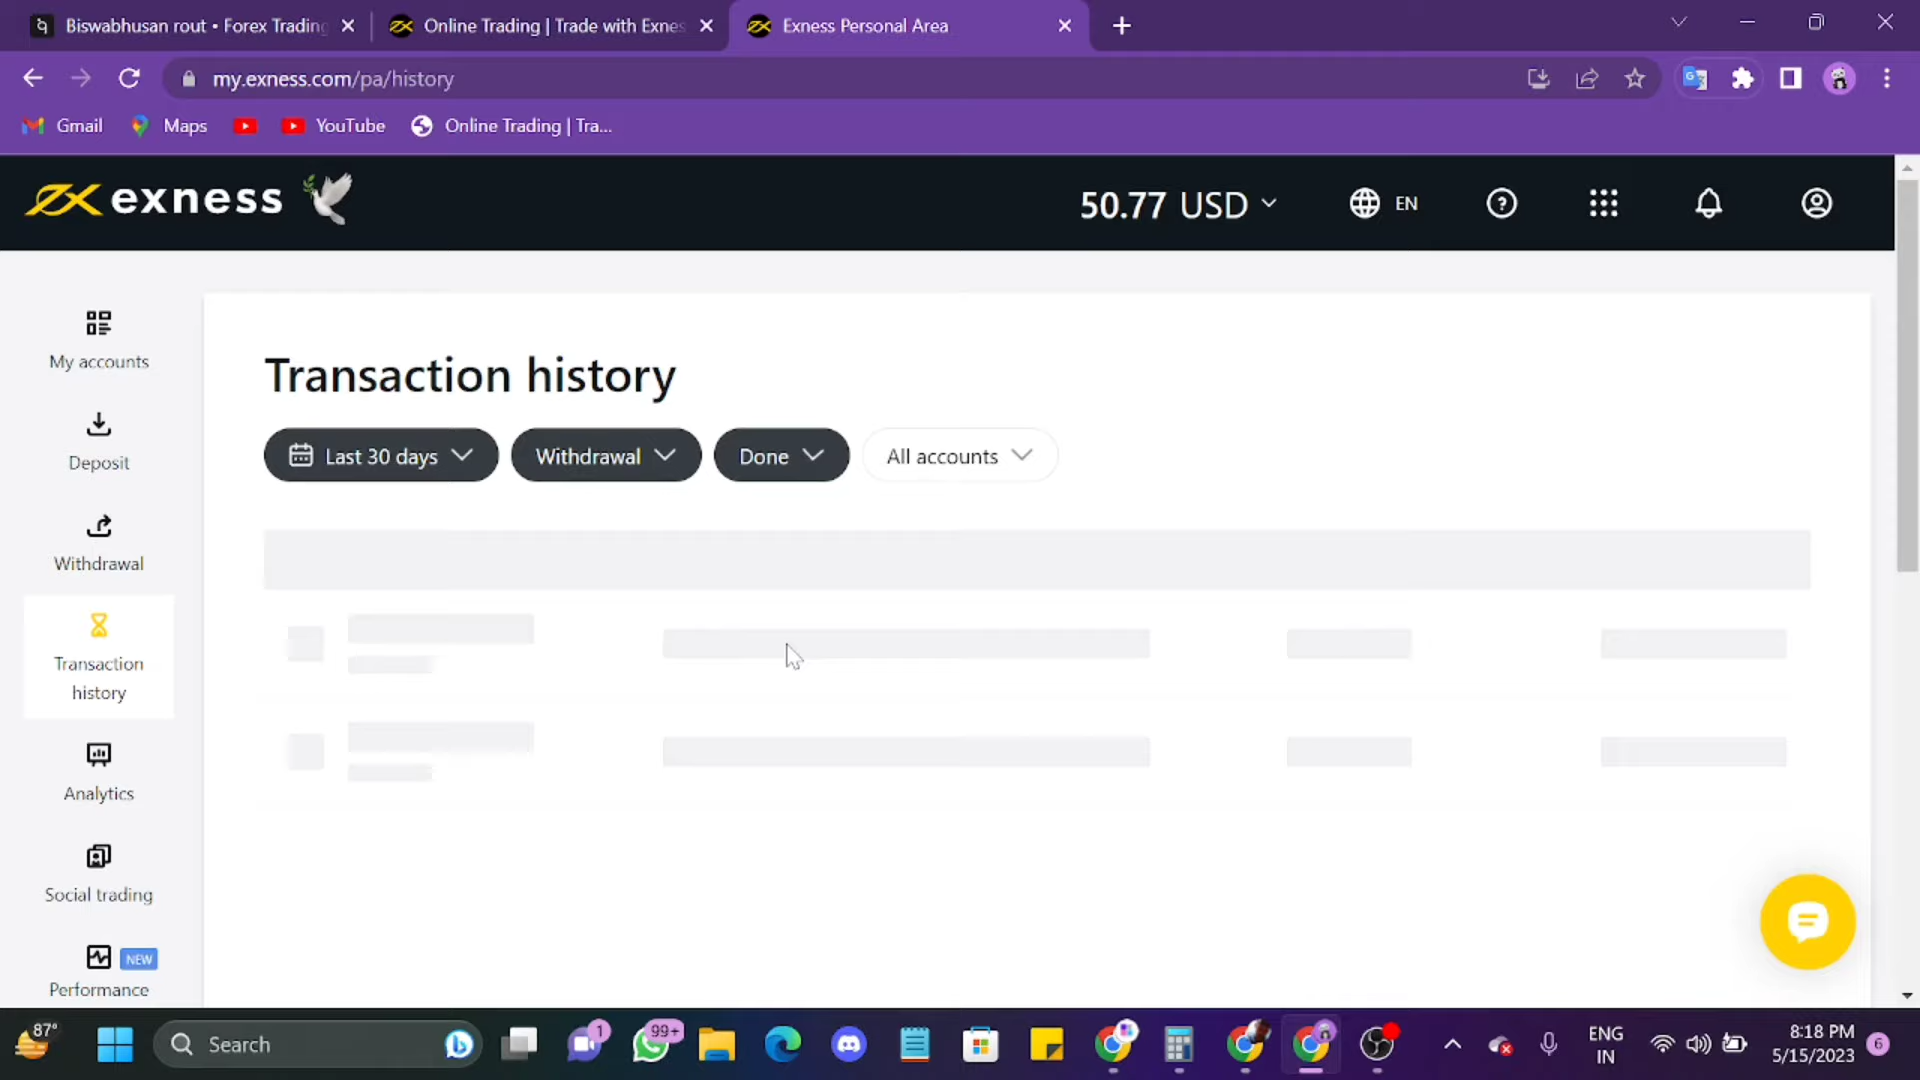 Biswabhusan rout • Forex Trading
Online Trading | Trade with Exnes
Exness Personal Area
my.exness.com/pa/history
Gmail
Maps
YouTube
Online Trading | Tra...
exness
50.77 USD
EN
My accounts
Deposit
Withdrawal
Transaction
history
Analytics
Social trading
NEW
Performance
Transaction history
Last 30 days
Withdrawal
Done
All accounts
87°
Search
1
99+
ENG
IN
8:18 PM
5/15/2023
6